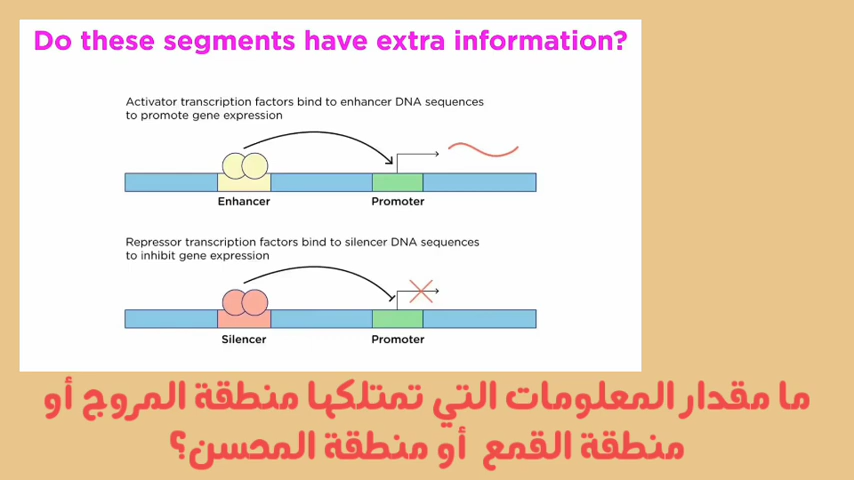 Do these segments have extra information?
Activator transcription factors bind to enhancer DNA sequences
to promote gene expression
Enhancer
Promoter
Repressor transcription factors bind to silencer DNA sequences
to inhibit gene expression
Silencer
Promoter
ما مقدار المعلومات التي تمتلكها منطقة المروج أو
منطقة القمع أو منطقة المحسن؟